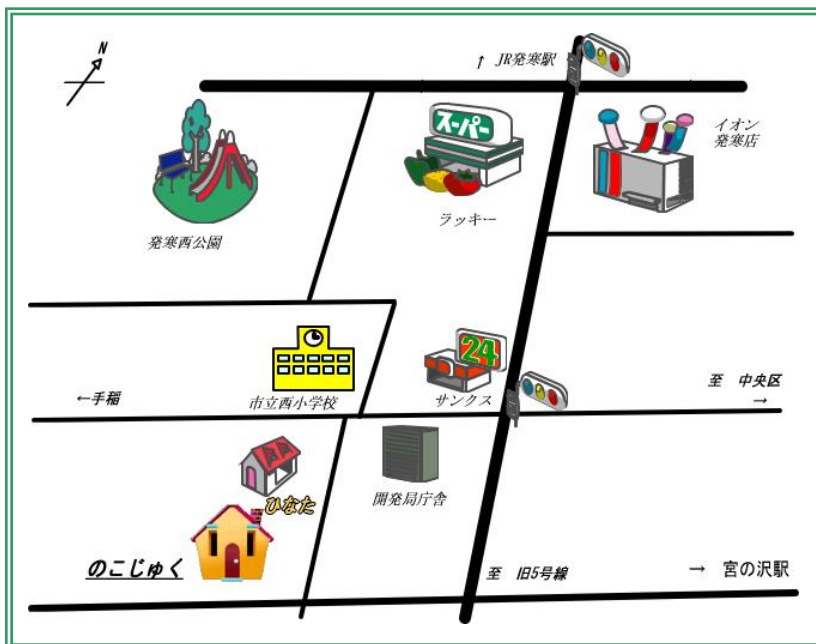 N
↑ JR発寒駅
スーパー
イオン
発寒店
ラッキー
発寒西公園
24
至 中央区
→
←手稲
市立西小学校
サンクス
ひなた
開発局庁舎
のこじゅく
至 旧5号線
→ 宮の沢駅